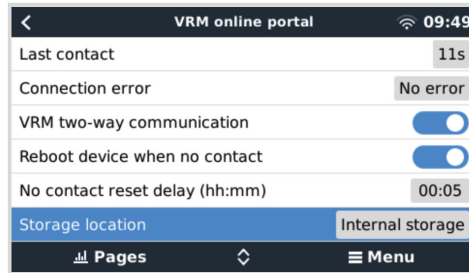 VRM online portal 09:49
Last contact 11s
Connection error No error
VRM two-way communication
Reboot device when no contact
No contact reset delay (hh:mm) 00:05
Storage location Internal storage
Pages Menu